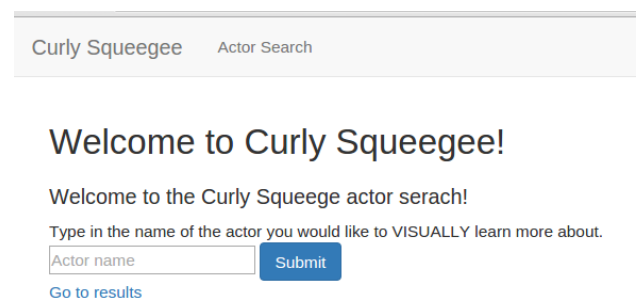 Curly Squeegee Actor Search
Welcome to Curly Squeegee!
Welcome to the Curly Squeege actor serach!
Type in the name of the actor you would like to VISUALLY learn more about.
Actor name Submit
Go to results